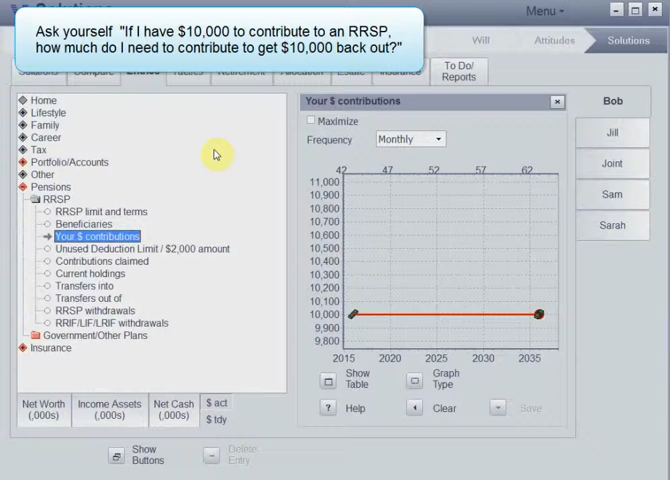 Solutions
Menu
Ask yourself "If I have $10,000 to contribute to an RRSP,
how much do I need to contribute to get $10,000 back out?"
Will
Attitudes
Solutions
Solutions
Compare
Entries
Tactics
Retirement
Allocation
Estate
Insurance
To Do/
Reports
Home
Lifestyle
Family
Career
Tax
Portfolio/Accounts
Other
Pensions
RRSP
RRSP limit and terms
Beneficiaries
Your $ contributions
Unused Deduction Limit / $2,000 amount
Contributions claimed
Current holdings
Transfers into
Transfers out of
RRSP withdrawals
RRIF/LIF/LRIF withdrawals
Government/Other Plans
Insurance
Your $ contributions
Maximize
Frequency
Monthly
42 47 52 57 62
11,000
10,900
10,800
10,700
10,600
10,500
10,400
10,300
10,200
10,100
10,000
9,900
9,800
2015 2020 2025 2030 2035
Show
Table
Graph
Type
? Help
Clear
Save
Bob
Jill
Joint
Sam
Sarah
Net Worth
(,000s)
Income Assets
(,000s)
Net Cash
(,000s)
$ act
$ tdy
Show
Buttons
Delete
Entry